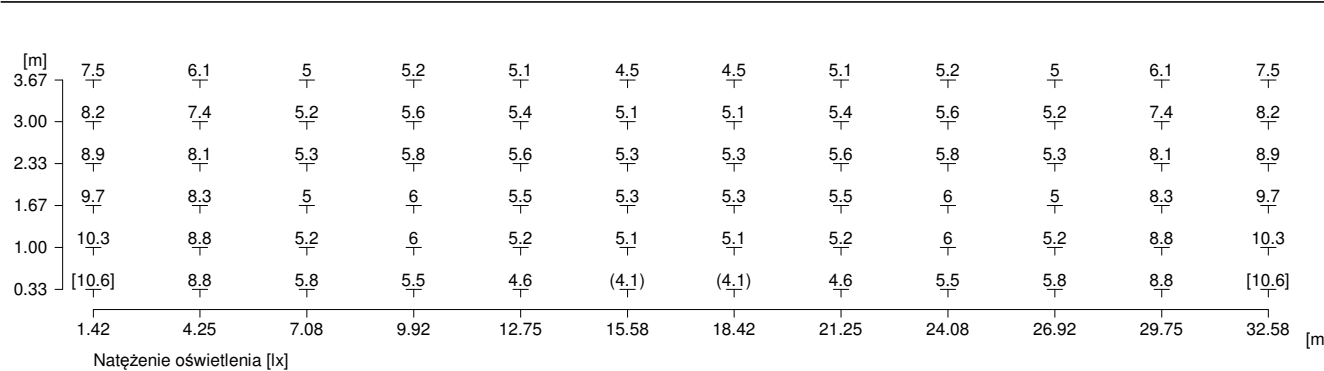 [m]
3.67 7.5 6.1 5 5.2 5.1 4.5 4.5 5.1 5.2 5 6.1 7.5
3.00 8.2 7.4 5.2 5.6 5.4 5.1 5.1 5.4 5.6 5.2 7.4 8.2
2.33 8.9 8.1 5.3 5.8 5.6 5.3 5.3 5.6 5.8 5.3 8.1 8.9
1.67 9.7 8.3 5 6 5.5 5.3 5.3 5.5 6 5 8.3 9.7
1.00 10.3 8.8 5.2 6 5.2 5.1 5.1 5.2 6 5.2 8.8 10.3
0.33 [10.6] 8.8 5.8 5.5 4.6 (4.1) (4.1) 4.6 5.5 5.8 8.8 [10.6]
1.42 4.25 7.08 9.92 12.75 15.58 18.42 21.25 24.08 26.92 29.75 32.58 [m
Natężenie oświetlenia [lx]